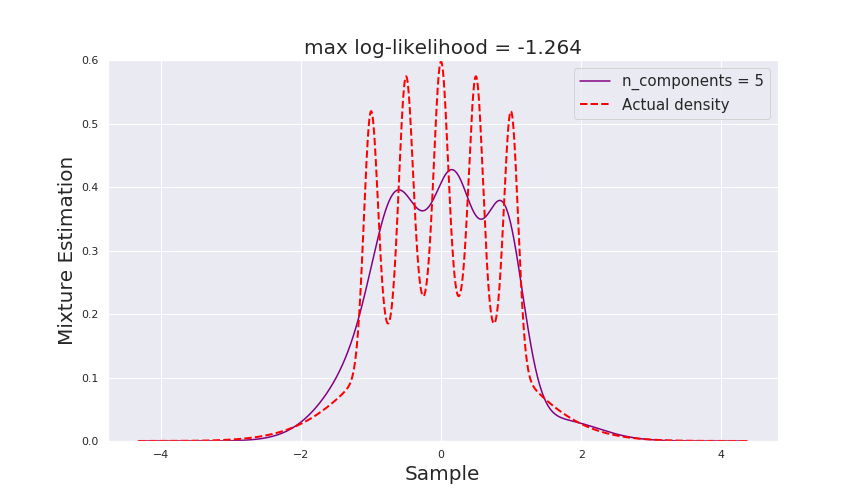 max log-likelihood = -1.264
n_components = 5
Actual density
Mixture Estimation
0.6
0.5
0.4
0.3
0.2
0.1
0.0
−4
−2
0
2
4
Sample